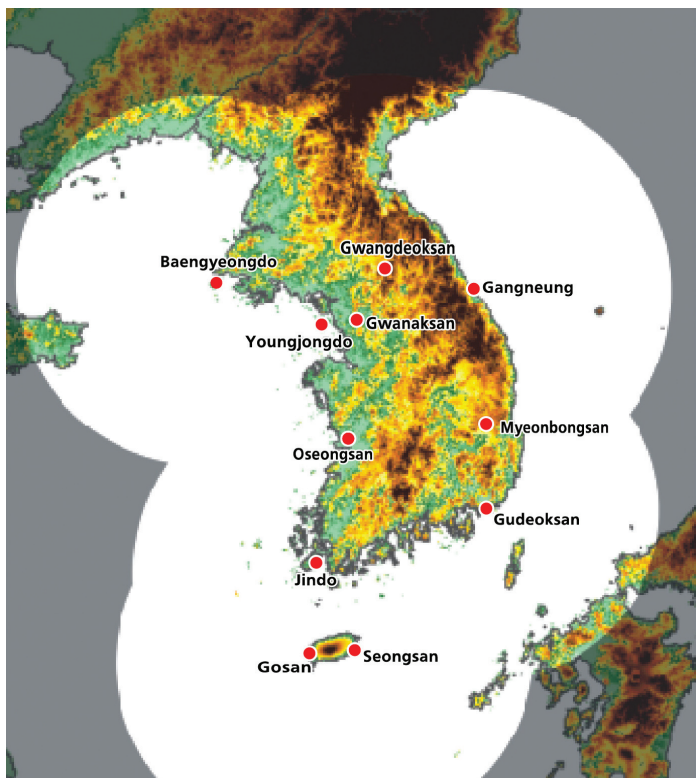 Gwangdeoksan
Baengyeongdo
Gangneung
Gwanaksan
Youngjongdo
Myeonbongsan
Oseongsan
Gudeoksan
Jindo
Seongsan
Gosan